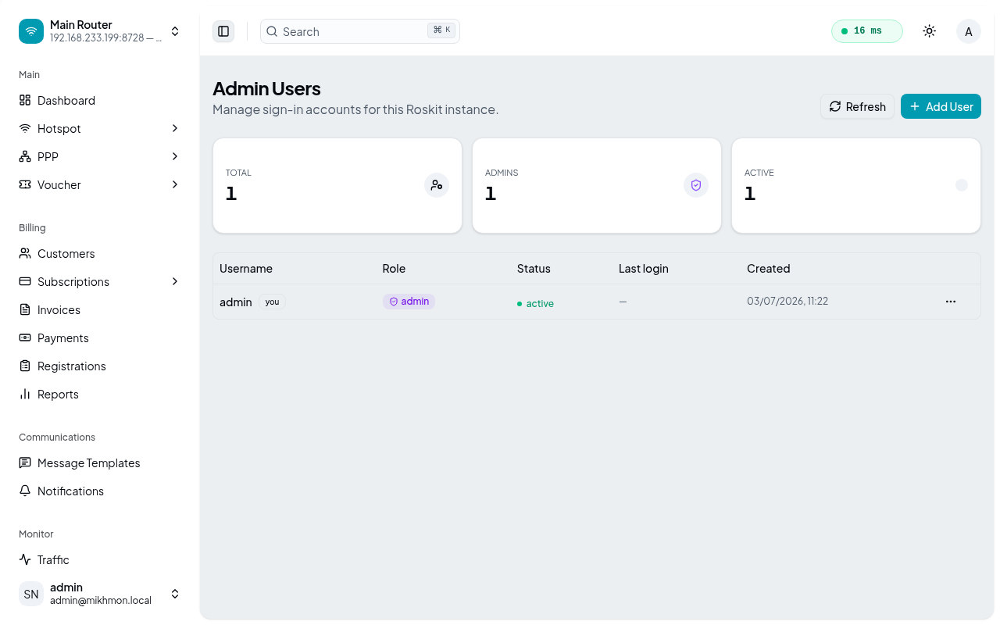 Main Router
192.168.233.199:8728 — ...
Search
⌘ K
16 ms
A
Main
Dashboard
Hotspot
PPP
Voucher
Billing
Customers
Subscriptions
Invoices
Payments
Registrations
Reports
Communications
Message Templates
Notifications
Monitor
Traffic
SN
admin
admin@mikhmon.local
Admin Users
Manage sign-in accounts for this Roskit instance.
Refresh
Add User
TOTAL
1
ADMINS
1
ACTIVE
1
Username Role Status Last login Created
admin you admin active — 03/07/2026, 11:22